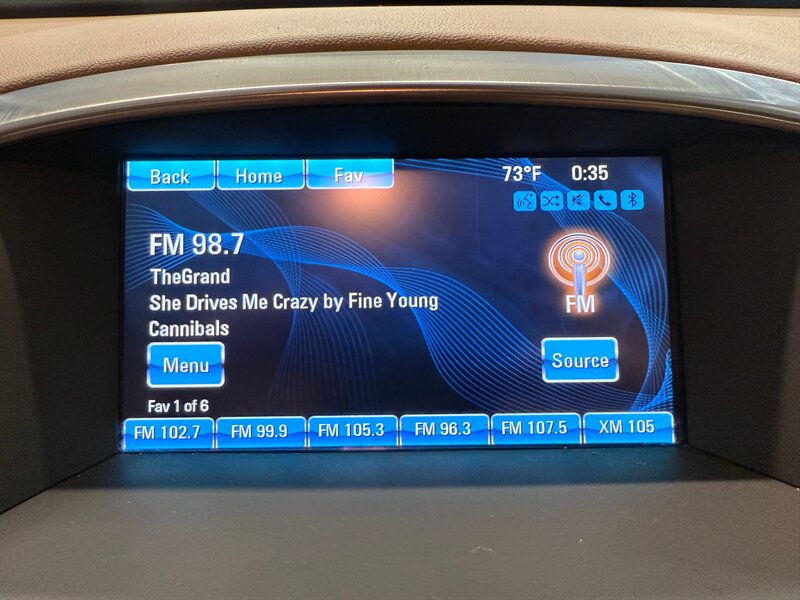 Back Home Fav 73°F 0:35
FM 98.7
TheGrand
She Drives Me Crazy by Fine Young
Cannibals
FM
Menu
Source
Fav 1 of 6
FM 102.7 FM 99.9 FM 105.3 FM 96.3 FM 107.5 XM 105